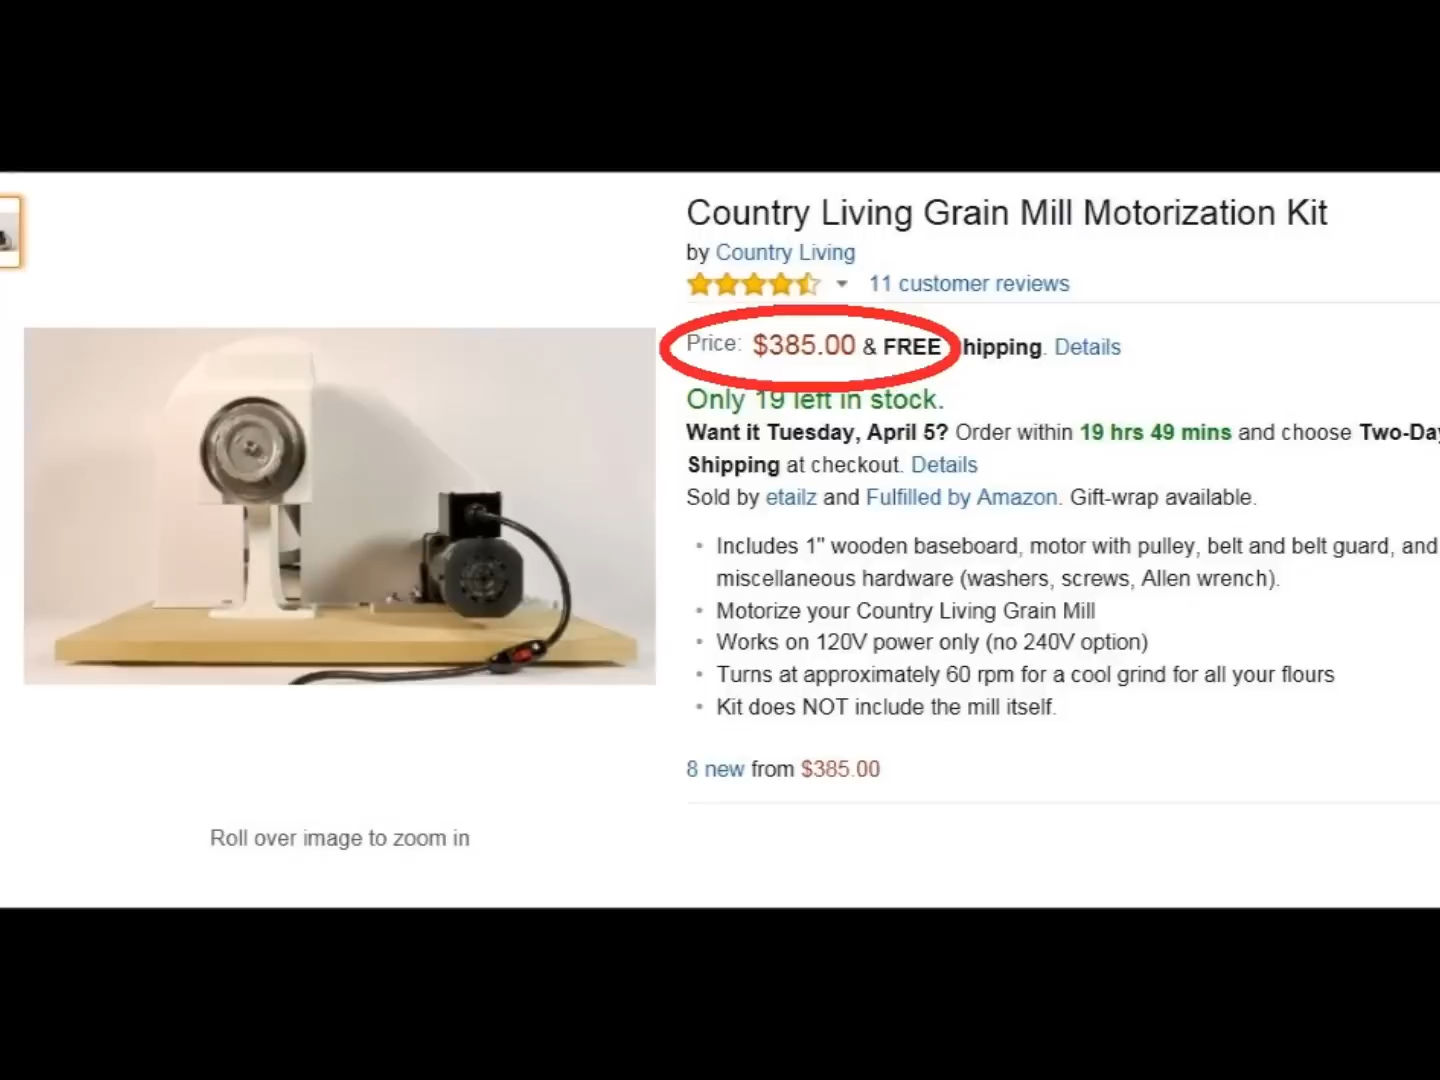 Country Living Grain Mill Motorization Kit
by Country Living
11 customer reviews
Price: $385.00 & FREE hipping. Details
Only 19 left in stock.
Want it Tuesday, April 5? Order within 19 hrs 49 mins and choose Two-Day
Shipping at checkout. Details
Sold by etailz and Fulfilled by Amazon. Gift-wrap available.
• Includes 1" wooden baseboard, motor with pulley, belt and belt guard, and
miscellaneous hardware (washers, screws, Allen wrench).
• Motorize your Country Living Grain Mill
• Works on 120V power only (no 240V option)
• Turns at approximately 60 rpm for a cool grind for all your flours
• Kit does NOT include the mill itself.
8 new from $385.00
Roll over image to zoom in